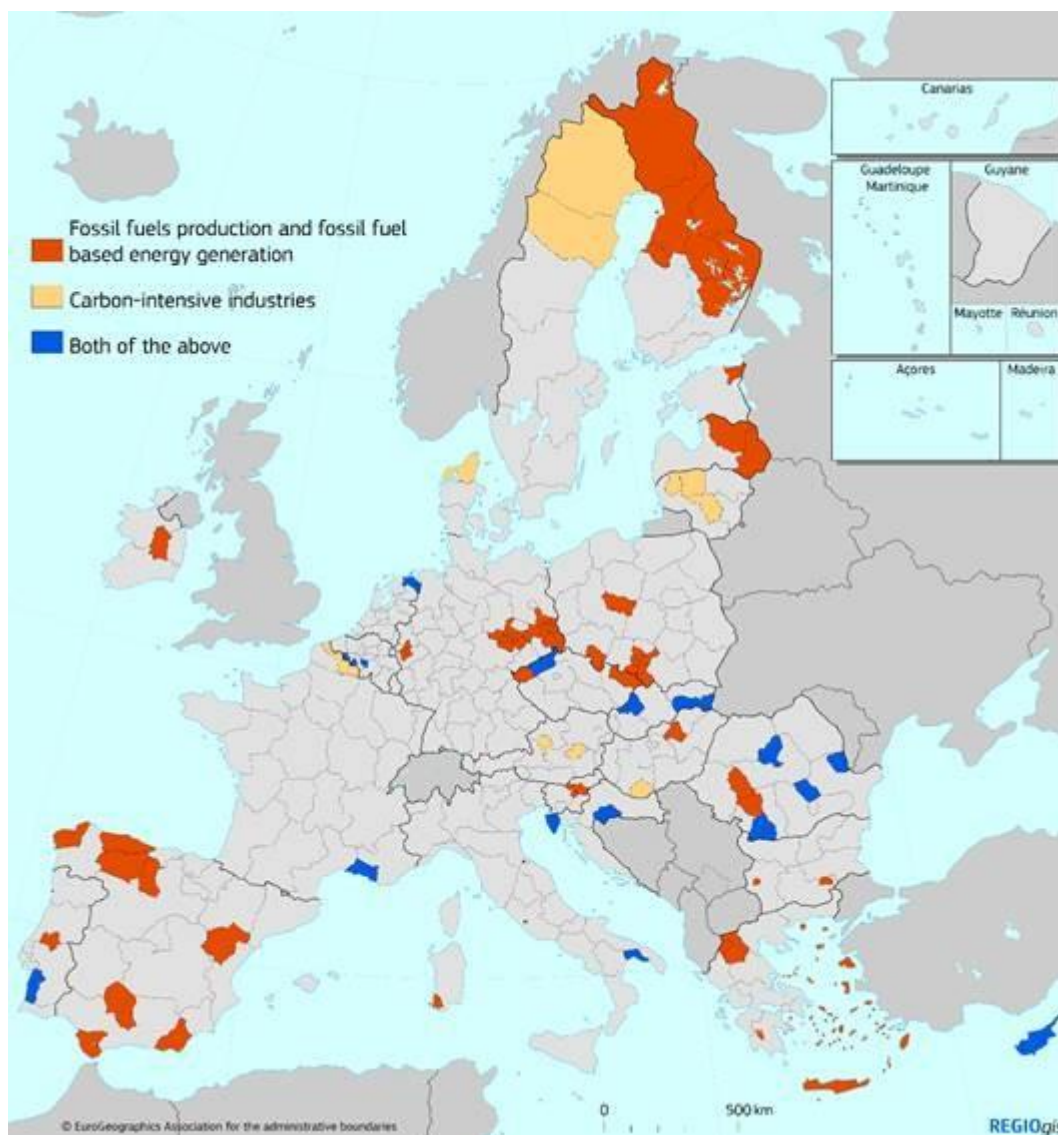 Canarias
Guadeloupe
Martinique
Guyane
Mayotte
Réunion
Açores
Madeira
Fossil fuels production and fossil fuel
based energy generation
Carbon-intensive industries
Both of the above
0 500 km
© EuroGeographics Association for the administrative boundaries
REGIOgis